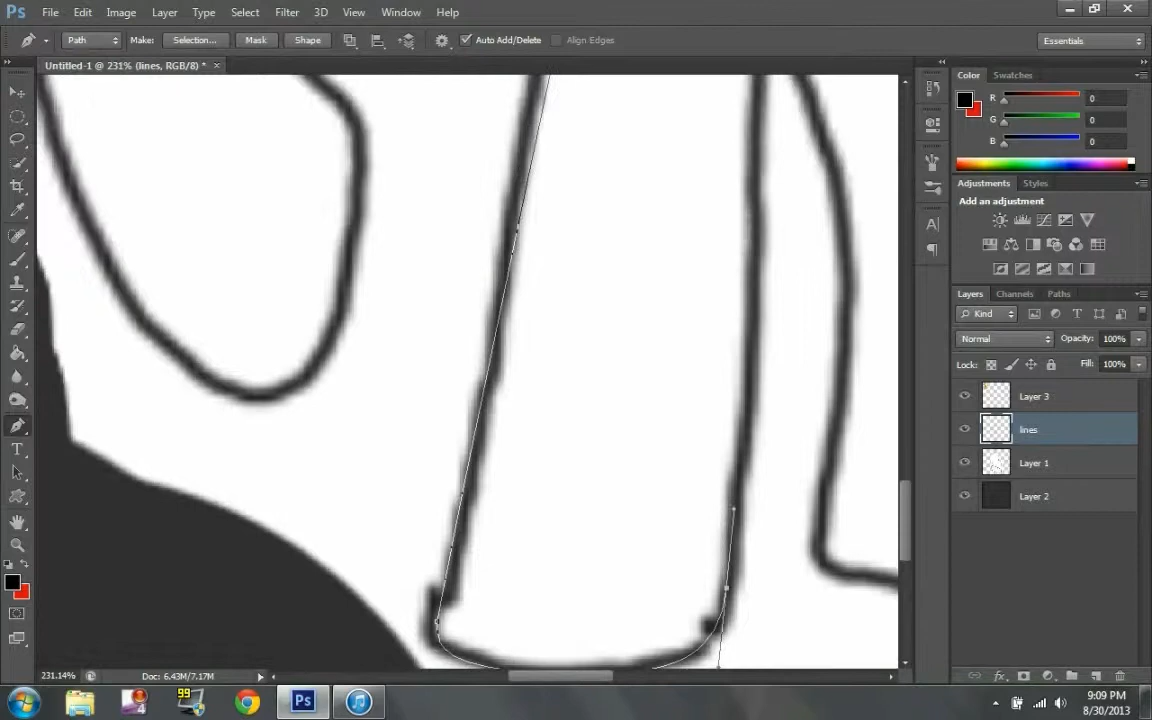 Ps File Edit Image Layer Type Select Filter 3D View Window Help
Path Make: Selection... Mask Shape Auto Add/Delete Align Edges Essentials
Untitled-1 @ 231% (lines, RGB/8) * ×
Color Swatches
R 0
G 0
B 0
Adjustments Styles
Add an adjustment
Layers Channels Paths
Kind
Normal Opacity: 100%
Lock: Fill: 100%
Layer 3
lines
Layer 1
Layer 2
231.14% Doc: 6.43M/7.17M
99 Ps 9:09 PM
8/30/2013